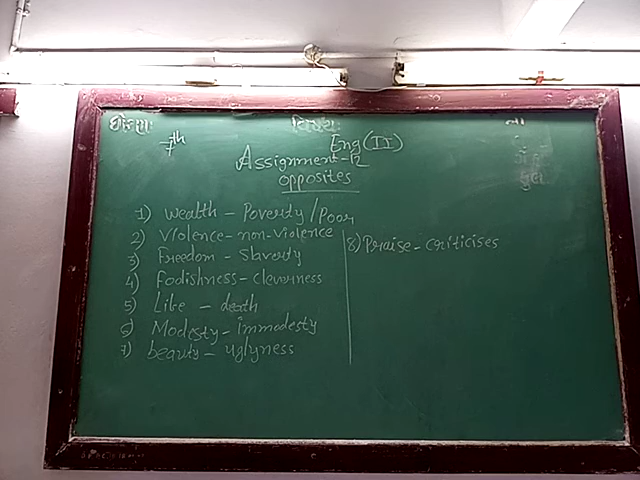 ધોરણ:
વિષય:
તા
7th
Eng (II)
Assignment-12
opposites
1) Wealth - Poverty/Poor
2) Violence - non-violence
3) Freedom - Slaverty
4) Foolishness - Cleverness
5) Life - death
6) Modesty - immodesty
7) beauty - uglyness
8) Praise - criticises